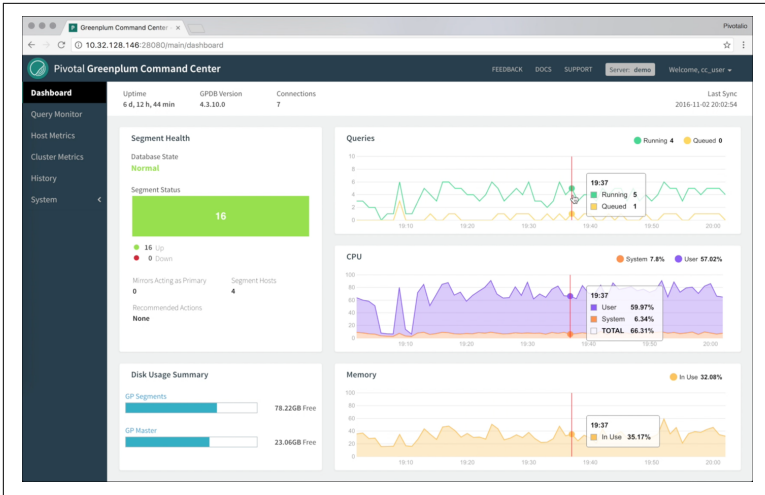 Greenplum Command Center
Pivotalio
10.32.128.146:28080/main/dashboard
Pivotal Greenplum Command Center
FEEDBACK DOCS SUPPORT Server: demo Welcome, cc_user
Dashboard
Query Monitor
Host Metrics
Cluster Metrics
History
System
Uptime GPDB Version Connections Last Sync
6 d, 12 h, 44 min 4.3.10.0 7 2016-11-02 20:02:54
Segment Health
Database State
Normal
Segment Status
16
16 Up
0 Down
Mirrors Acting as Primary Segment Hosts
0 4
Recommended Actions
None
Queries Running 4 Queued 0
10
8
6
4
2
0
19:37
Running 5
Queued 1
19:10 19:20 19:30 19:40 19:50 20:00
CPU System 7.8% User 57.02%
100
80
60
40
20
0
19:37
User 59.97%
System 6.34%
TOTAL 66.31%
19:10 19:20 19:30 19:40 19:50 20:00
Disk Usage Summary
GP Segments
78.22GB Free
GP Master
23.06GB Free
Memory In Use 32.08%
100
80
60
40
20
0
19:37
In Use 35.17%
19:10 19:20 19:30 19:40 19:50 20:00